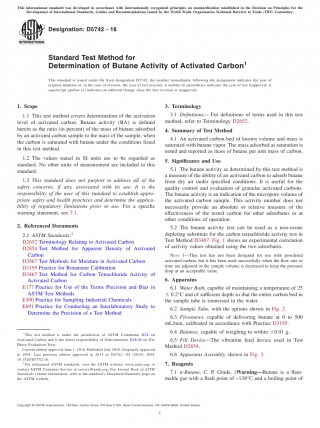 This international standard was developed in accordance with internationally recognized principles on standardization established in the Decision on Principles for the
Development of International Standards, Guides and Recommendations issued by the World Trade Organization Technical Barriers to Trade (TBT) Committee.
Designation: D5742 − 16
INTERNATIONAL
Standard Test Method for
Determination of Butane Activity of Activated Carbon1
This standard is issued under the fixed designation D5742; the number immediately following the designation indicates the year of
original adoption or, in the case of revision, the year of last revision. A number in parentheses indicates the year of last reapproval. A
superscript epsilon (ε) indicates an editorial change since the last revision or reapproval.
1. Scope
1.1 This test method covers determination of the activation
level of activated carbon. Butane activity (BA) is defined
herein as the ratio (in percent) of the mass of butane adsorbed
by an activated carbon sample to the mass of the sample, when
the carbon is saturated with butane under the conditions listed
in this test method.
1.2 The values stated in SI units are to be regarded as
standard. No other units of measurement are included in this
standard.
1.3 This standard does not purport to address all of the
safety concerns, if any, associated with its use. It is the
responsibility of the user of this standard to establish appro-
priate safety and health practices and determine the applica-
bility of regulatory limitations prior to use. For a specific
warning statement, see 7.1.
2. Referenced Documents
2.1 ASTM Standards:2
D2652 Terminology Relating to Activated Carbon
D2854 Test Method for Apparent Density of Activated
Carbon
D2867 Test Methods for Moisture in Activated Carbon
D3195 Practice for Rotameter Calibration
D3467 Test Method for Carbon Tetrachloride Activity of
Activated Carbon
E177 Practice for Use of the Terms Precision and Bias in
ASTM Test Methods
E300 Practice for Sampling Industrial Chemicals
E691 Practice for Conducting an Interlaboratory Study to
Determine the Precision of a Test Method
1 This test method is under the jurisdiction of ASTM Committee D28 on
Activated Carbon and is the direct responsibility of Subcommittee D28.04 on Gas
Phase Evaluation Tests.
Current edition approved June 1, 2016. Published July 2016. Originally approved
in 1995. Last previous edition approved in 2015 as D5742 – 95 (2015). DOI:
10.1520/D5742-16.
2 For referenced ASTM standards, visit the ASTM website, www.astm.org, or
contact ASTM Customer Service at service@astm.org. For Annual Book of ASTM
Standards volume information, refer to the standard's Document Summary page on
the ASTM website.
3. Terminology
3.1 Definitions— For definitions of terms used in this test
method, refer to Terminology D2652.
4. Summary of Test Method
4.1 An activated carbon bed of known volume and mass is
saturated with butane vapor. The mass adsorbed at saturation is
noted and reported as mass of butane per unit mass of carbon.
5. Significance and Use
5.1 The butane activity as determined by this test method is
a measure of the ability of an activated carbon to adsorb butane
from dry air under specified conditions. It is useful for the
quality control and evaluation of granular activated carbons.
The butane activity is an indication of the micropore volume of
the activated carbon sample. This activity number does not
necessarily provide an absolute or relative measure of the
effectiveness of the tested carbon for other adsorbates or at
other conditions of operation.
5.2 The butane activity test can be used as a non-ozone
depleting substitute for the carbon tetrachloride activity test in
Test Method D3467. Fig. 1 shows an experimental correlation
of activity values obtained using the two adsorbates.
NOTE 1—This test has not been designed for use with powdered
activated carbon, but it has been used successfully when the flow rate so
not allowed or the sample volume is decreased to keep the pressure
drop at an acceptable value.
6. Apparatus
6.1 Water Bath, capable of maintaining a temperature of 25
± 0.2°C and of sufficient depth so that the entire carbon bed in
the sample tube is immersed in the water
6.2 Sample Tube, with the options shown in Fig. 2.
6.3 Flowmeter, capable of delivering butane at 0 to 500
mL/min, calibrated in accordance with Practice D3195.
6.4 Balance, capable of weighing to within ±0.01 g.
6.5 Fill Device—The vibration feed device used in Test
Method D2854.
6.6 Apparatus Assembly, shown in Fig. 3.
7. Reagents
7.1 n-Butane, C. P. Grade, (Warning—Butane is a flam-
mable gas with a flash point of −138°C and a boiling point of
Copyright © ASTM International, 100 Barr Harbor Drive, PO Box C700, West Conshohocken, PA 19428-2959. United States
1